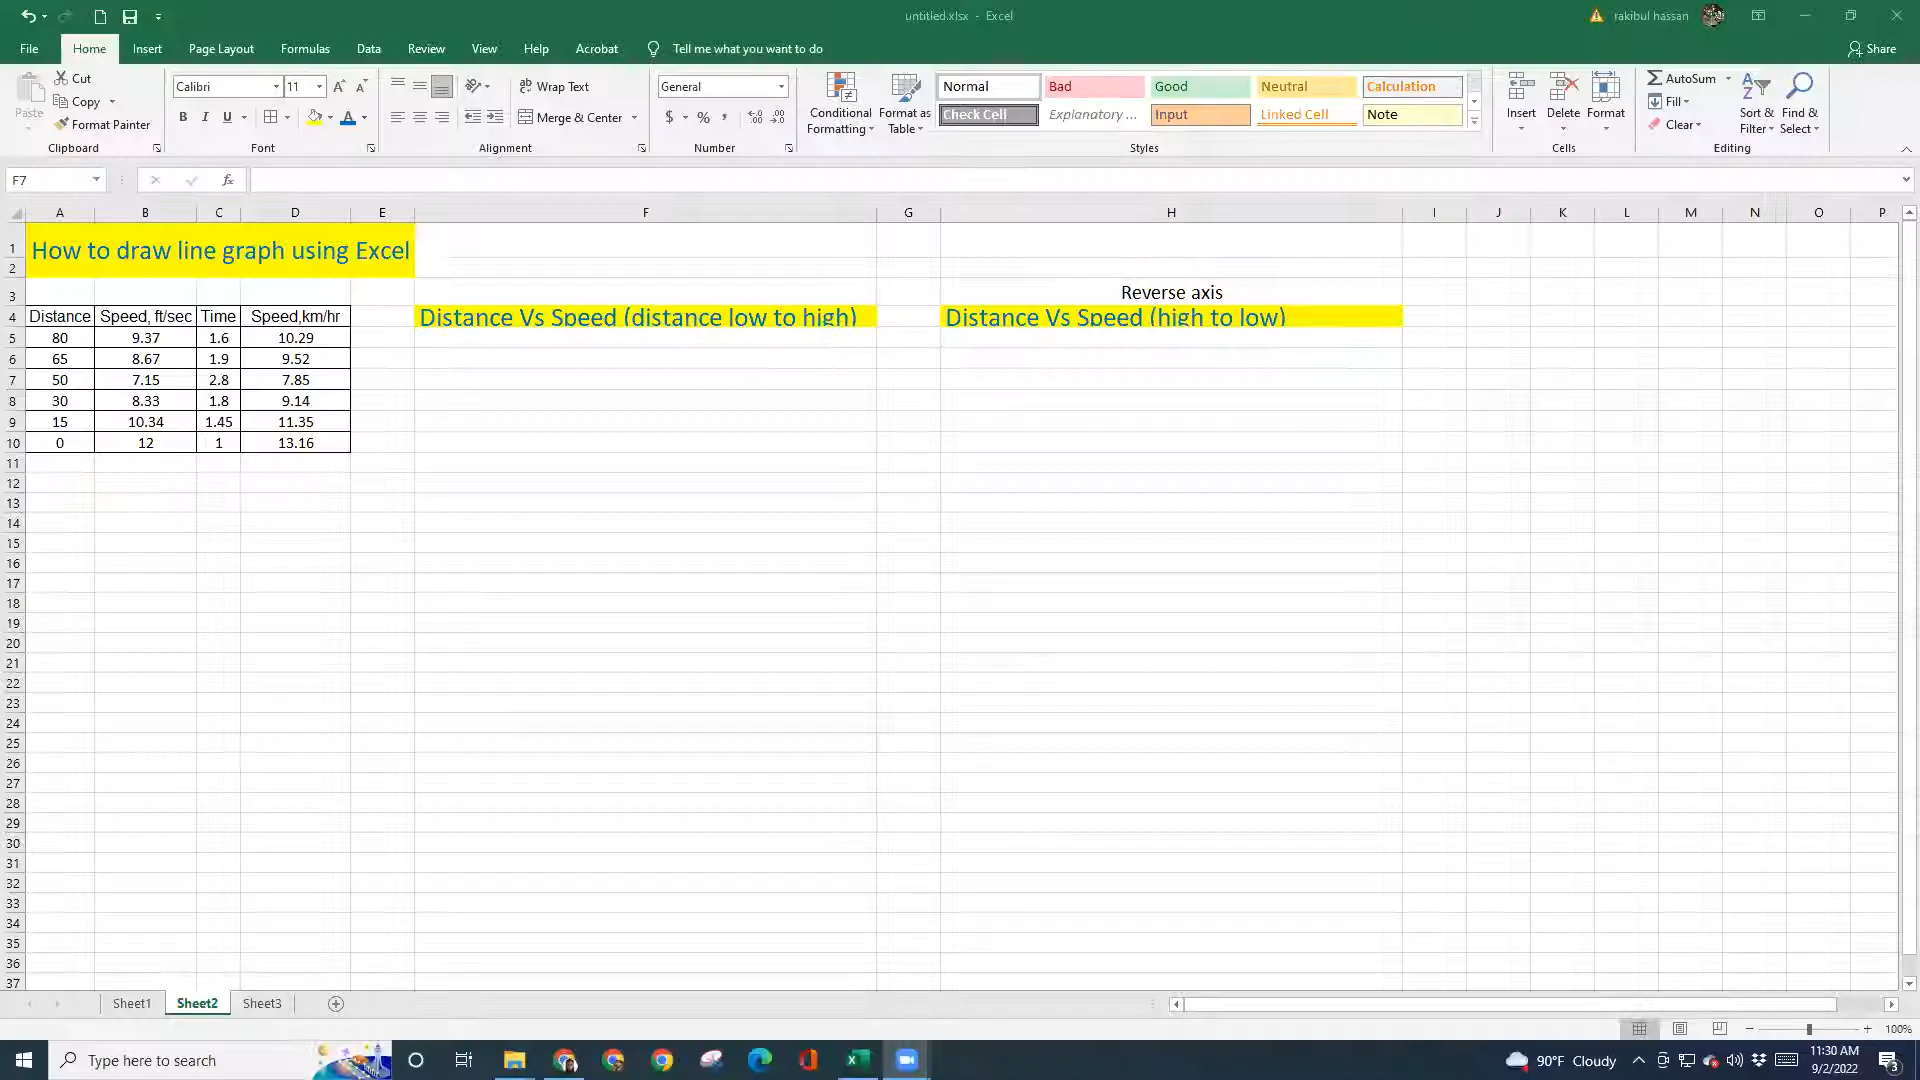 untitled.xlsx - Excel
rakibul hassan
File Home Insert Page Layout Formulas Data Review View Help Acrobat Tell me what you want to do Share
Paste
Cut
Copy
Format Painter
Clipboard
Calibri 11
B I U
Font
Wrap Text
Merge & Center
Alignment
General
$ % ,
Number
Conditional Formatting
Format as Table
Normal Bad Good Neutral Calculation
Check Cell Explanatory ... Input Linked Cell Note
Styles
Insert Delete Format
Cells
AutoSum
Fill
Clear
Sort & Filter
Find & Select
Editing
F7
fx
A B C D E F G H I J K L M N O P
1 How to draw line graph using Excel
2
3 Reverse axis
4 Distance Speed, ft/sec Time Speed,km/hr Distance Vs Speed (distance low to high) Distance Vs Speed (high to low)
5 80 9.37 1.6 10.29
6 65 8.67 1.9 9.52
7 50 7.15 2.8 7.85
8 30 8.33 1.8 9.14
9 15 10.34 1.45 11.35
10 0 12 1 13.16
11
12
13
14
15
16
17
18
19
20
21
22
23
24
25
26
27
28
29
30
31
32
33
34
35
36
37
Sheet1 Sheet2 Sheet3
100%
Type here to search
90°F Cloudy
11:30 AM
9/2/2022
3